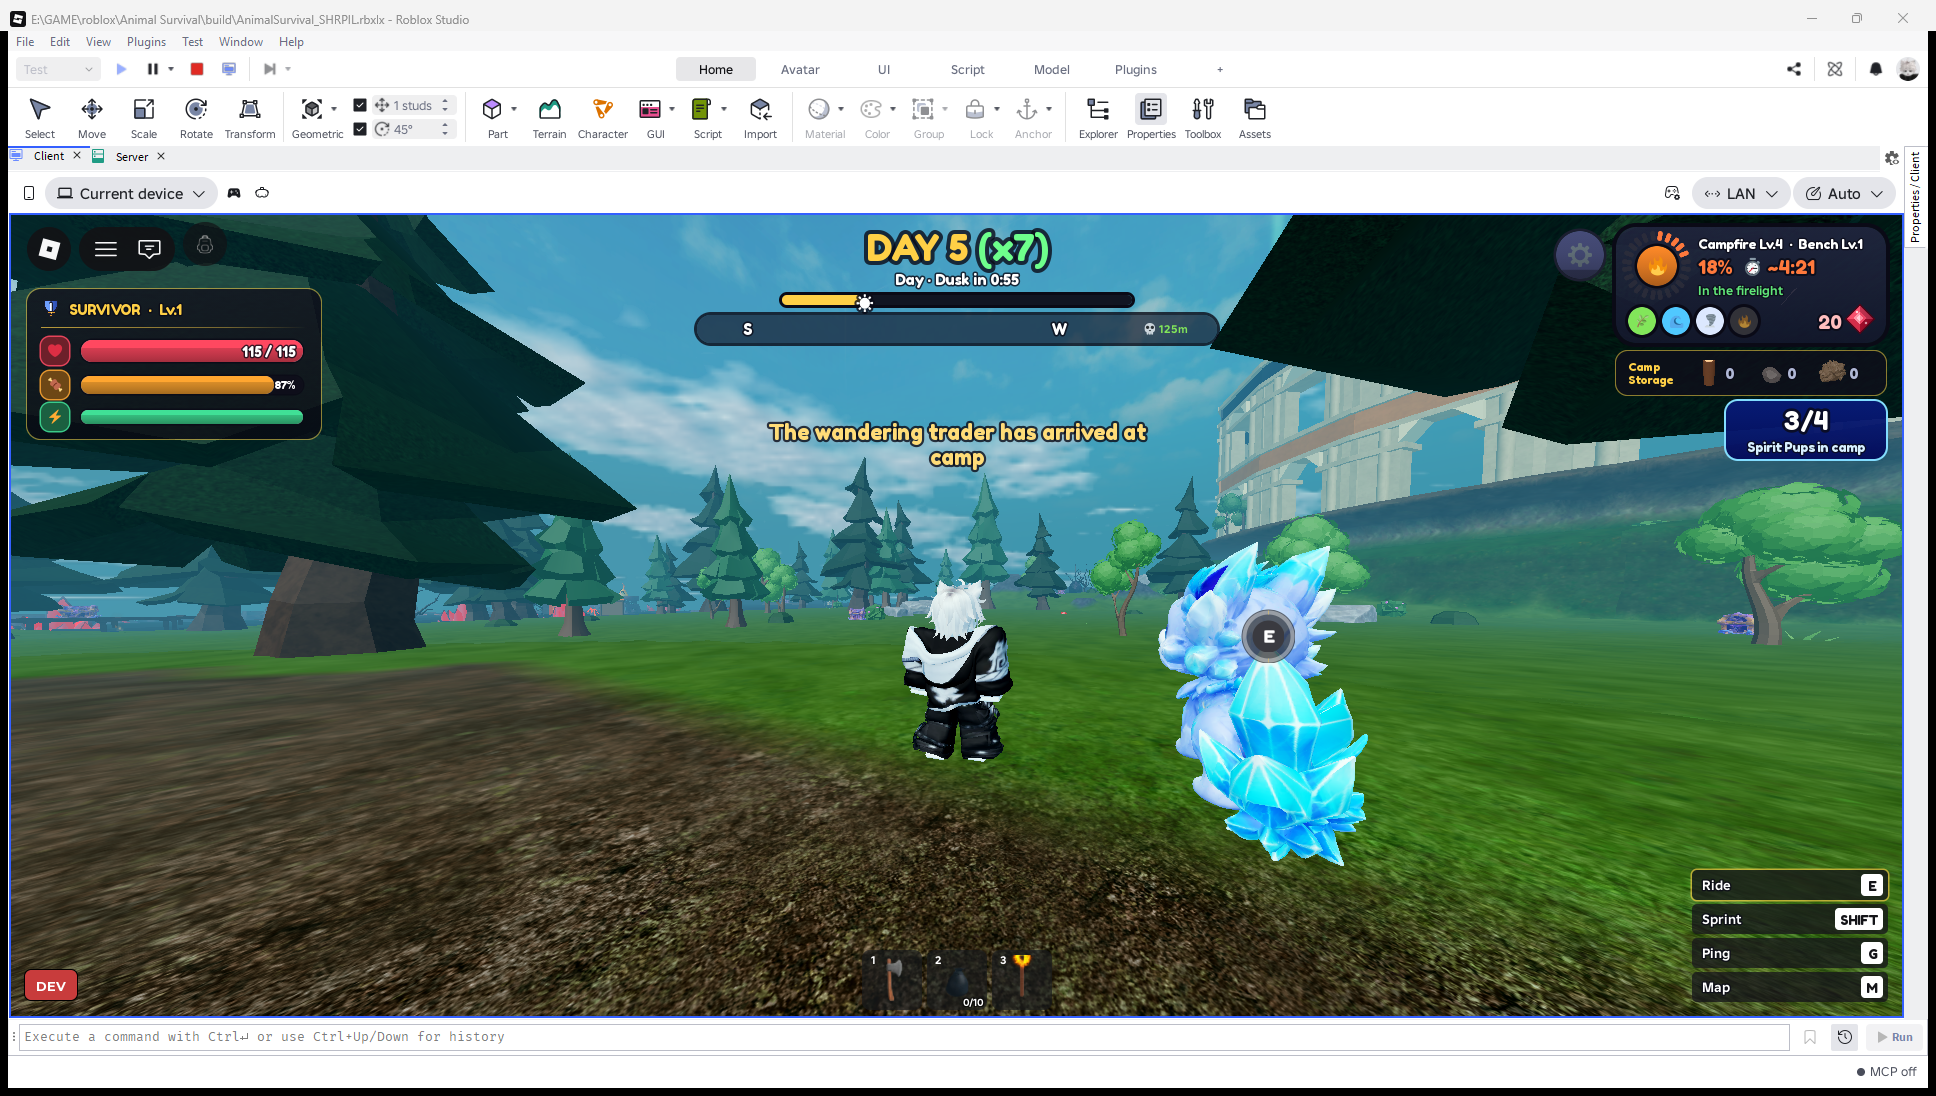 E:\GAME\roblox\Animal Survival\build\AnimalSurvival_SHRPIL.rbxlx - Roblox Studio
File Edit View Plugins Test Window Help
Test
Home Avatar UI Script Model Plugins +
1 studs
45°
Select Move Scale Rotate Transform Geometric Part Terrain Character GUI Script Import Material Color Group Lock Anchor Explorer Properties Toolbox Assets
Client Server
Properties / Client
Current device
LAN Auto
DAY 5 (x7)
Day · Dusk in 0:55
S W 125m
SURVIVOR · Lv.1
115 / 115
87%
Campfire Lv.4 · Bench Lv.1
18% ~4:21
In the firelight
20
Camp Storage 0 0 0
3/4
Spirit Pups in camp
The wandering trader has arrived at
camp
E
Ride E
Sprint SHIFT
Ping G
Map M
1 2 3
0/10
DEV
Execute a command with Ctrl↵ or use Ctrl+Up/Down for history
Run
MCP off